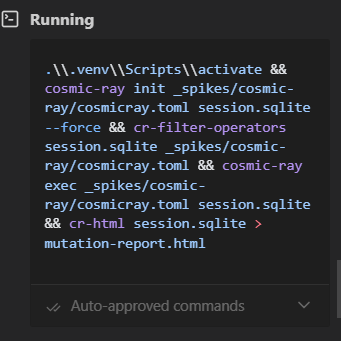 Running
.\\.venv\\Scripts\\activate &&
cosmic-ray init _spikes/cosmic-
ray/cosmicray.toml session.sqlite
--force && cr-filter-operators
session.sqlite _spikes/cosmic-
ray/cosmicray.toml && cosmic-ray
exec _spikes/cosmic-
ray/cosmicray.toml session.sqlite
&& cr-html session.sqlite >
mutation-report.html
Auto-approved commands